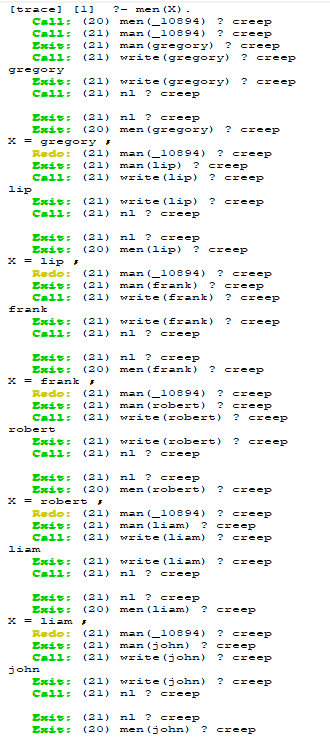 [trace] [1]  ?- men(X).
   Call: (20) men(_10894) ? creep
   Call: (21) man(_10894) ? creep
   Exit: (21) man(gregory) ? creep
   Call: (21) write(gregory) ? creep
gregory
   Exit: (21) write(gregory) ? creep
   Call: (21) nl ? creep

   Exit: (21) nl ? creep
   Exit: (20) men(gregory) ? creep
X = gregory ;
   Redo: (21) man(_10894) ? creep
   Exit: (21) man(lip) ? creep
   Call: (21) write(lip) ? creep
lip
   Exit: (21) write(lip) ? creep
   Call: (21) nl ? creep

   Exit: (21) nl ? creep
   Exit: (20) men(lip) ? creep
X = lip ;
   Redo: (21) man(_10894) ? creep
   Exit: (21) man(frank) ? creep
   Call: (21) write(frank) ? creep
frank
   Exit: (21) write(frank) ? creep
   Call: (21) nl ? creep

   Exit: (21) nl ? creep
   Exit: (20) men(frank) ? creep
X = frank ;
   Redo: (21) man(_10894) ? creep
   Exit: (21) man(robert) ? creep
   Call: (21) write(robert) ? creep
robert
   Exit: (21) write(robert) ? creep
   Call: (21) nl ? creep

   Exit: (21) nl ? creep
   Exit: (20) men(robert) ? creep
X = robert ;
   Redo: (21) man(_10894) ? creep
   Exit: (21) man(liam) ? creep
   Call: (21) write(liam) ? creep
liam
   Exit: (21) write(liam) ? creep
   Call: (21) nl ? creep

   Exit: (21) nl ? creep
   Exit: (20) men(liam) ? creep
X = liam ;
   Redo: (21) man(_10894) ? creep
   Exit: (21) man(john) ? creep
   Call: (21) write(john) ? creep
john
   Exit: (21) write(john) ? creep
   Call: (21) nl ? creep

   Exit: (21) nl ? creep
   Exit: (20) men(john) ? creep